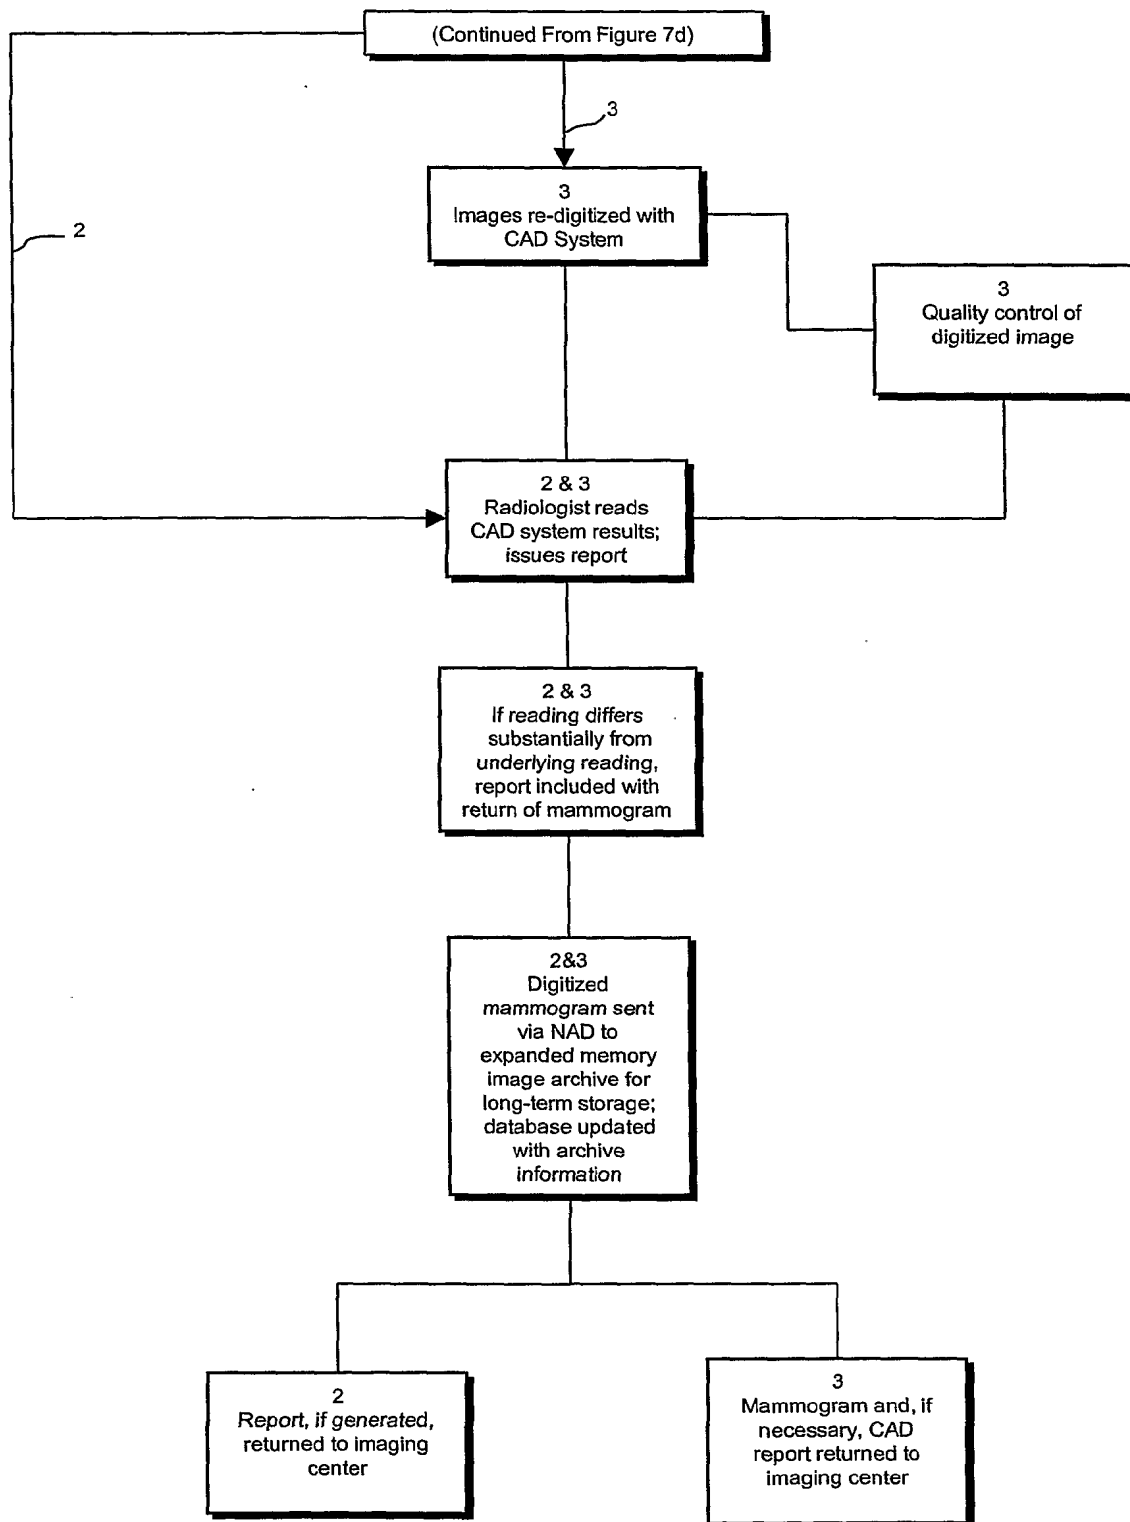 (Continued From Figure 7d)
3
2
3
Images re-digitized with
CAD System
3
Quality control of
digitized image
2 & 3
Radiologist reads
CAD system results;
issues report
2 & 3
If reading differs
substantially from
underlying reading,
report included with
return of mammogram
2&3
Digitized
mammogram sent
via NAD to
expanded memory
image archive for
long-term storage;
database updated
with archive
information
2
Report, if generated,
returned to imaging
center
3
Mammogram and, if
necessary, CAD
report returned to
imaging center